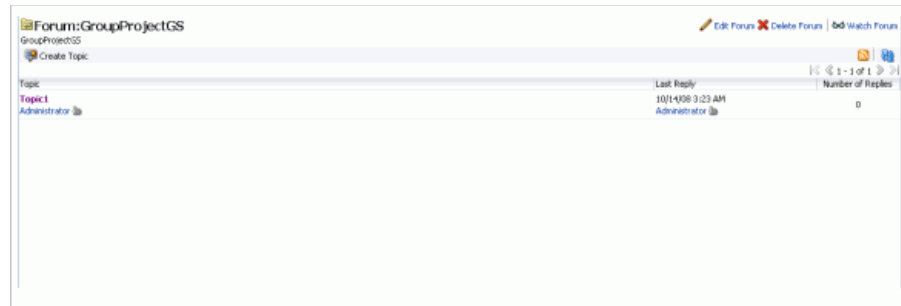 Forum:GroupProjectGS
Edit Forum Delete Forum Watch Forum
GroupProjectGS
Create Topic
1 - 1 of 1
Topic Last Reply Number of Replies
Topic1 10/14/08 3:23 AM 0
Administrator Administrator